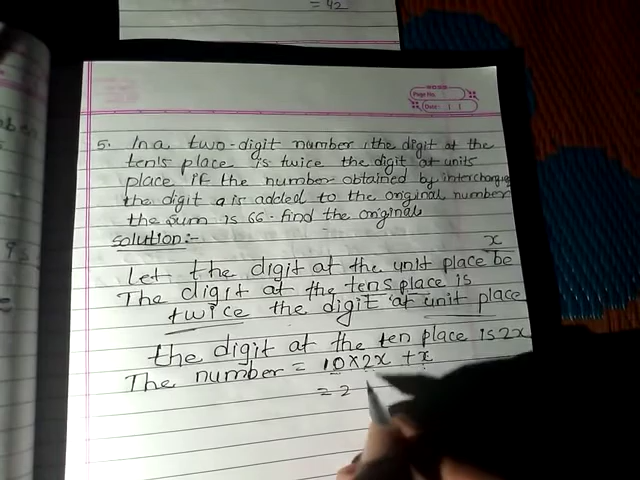 = 42
Page No.
Date: 1 1
5. In a two-digit number the digit at the
ten's place is twice the digit at units
place if the number obtained by interchanging
the digit a is added to the original number
the sum is 66. find the original
solution:-
Let the digit at the unit place be x
The digit at the tens place is
twice the digit at unit place
the digit at the ten place is 2x
The number = 10×2x + x
= 2